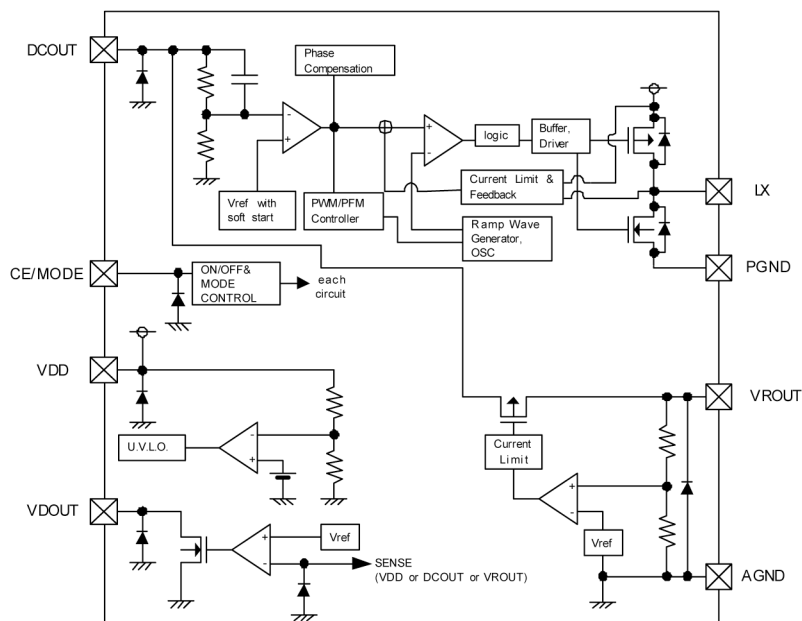 DCOUT
Phase
Compensation
-
+
+
-
logic
Buffer,
Driver
Current Limit &
Feedback
LX
Vref with
soft start
PWM/PFM
Controller
Ramp Wave
Generator,
OSC
PGND
CE/MODE
ON/OFF&
MODE
CONTROL
each
circuit
VDD
VROUT
U.V.L.O.
-
+
Current
Limit
+
-
Vref
VDOUT
+
-
Vref
SENSE
(VDD or DCOUT or VROUT)
AGND